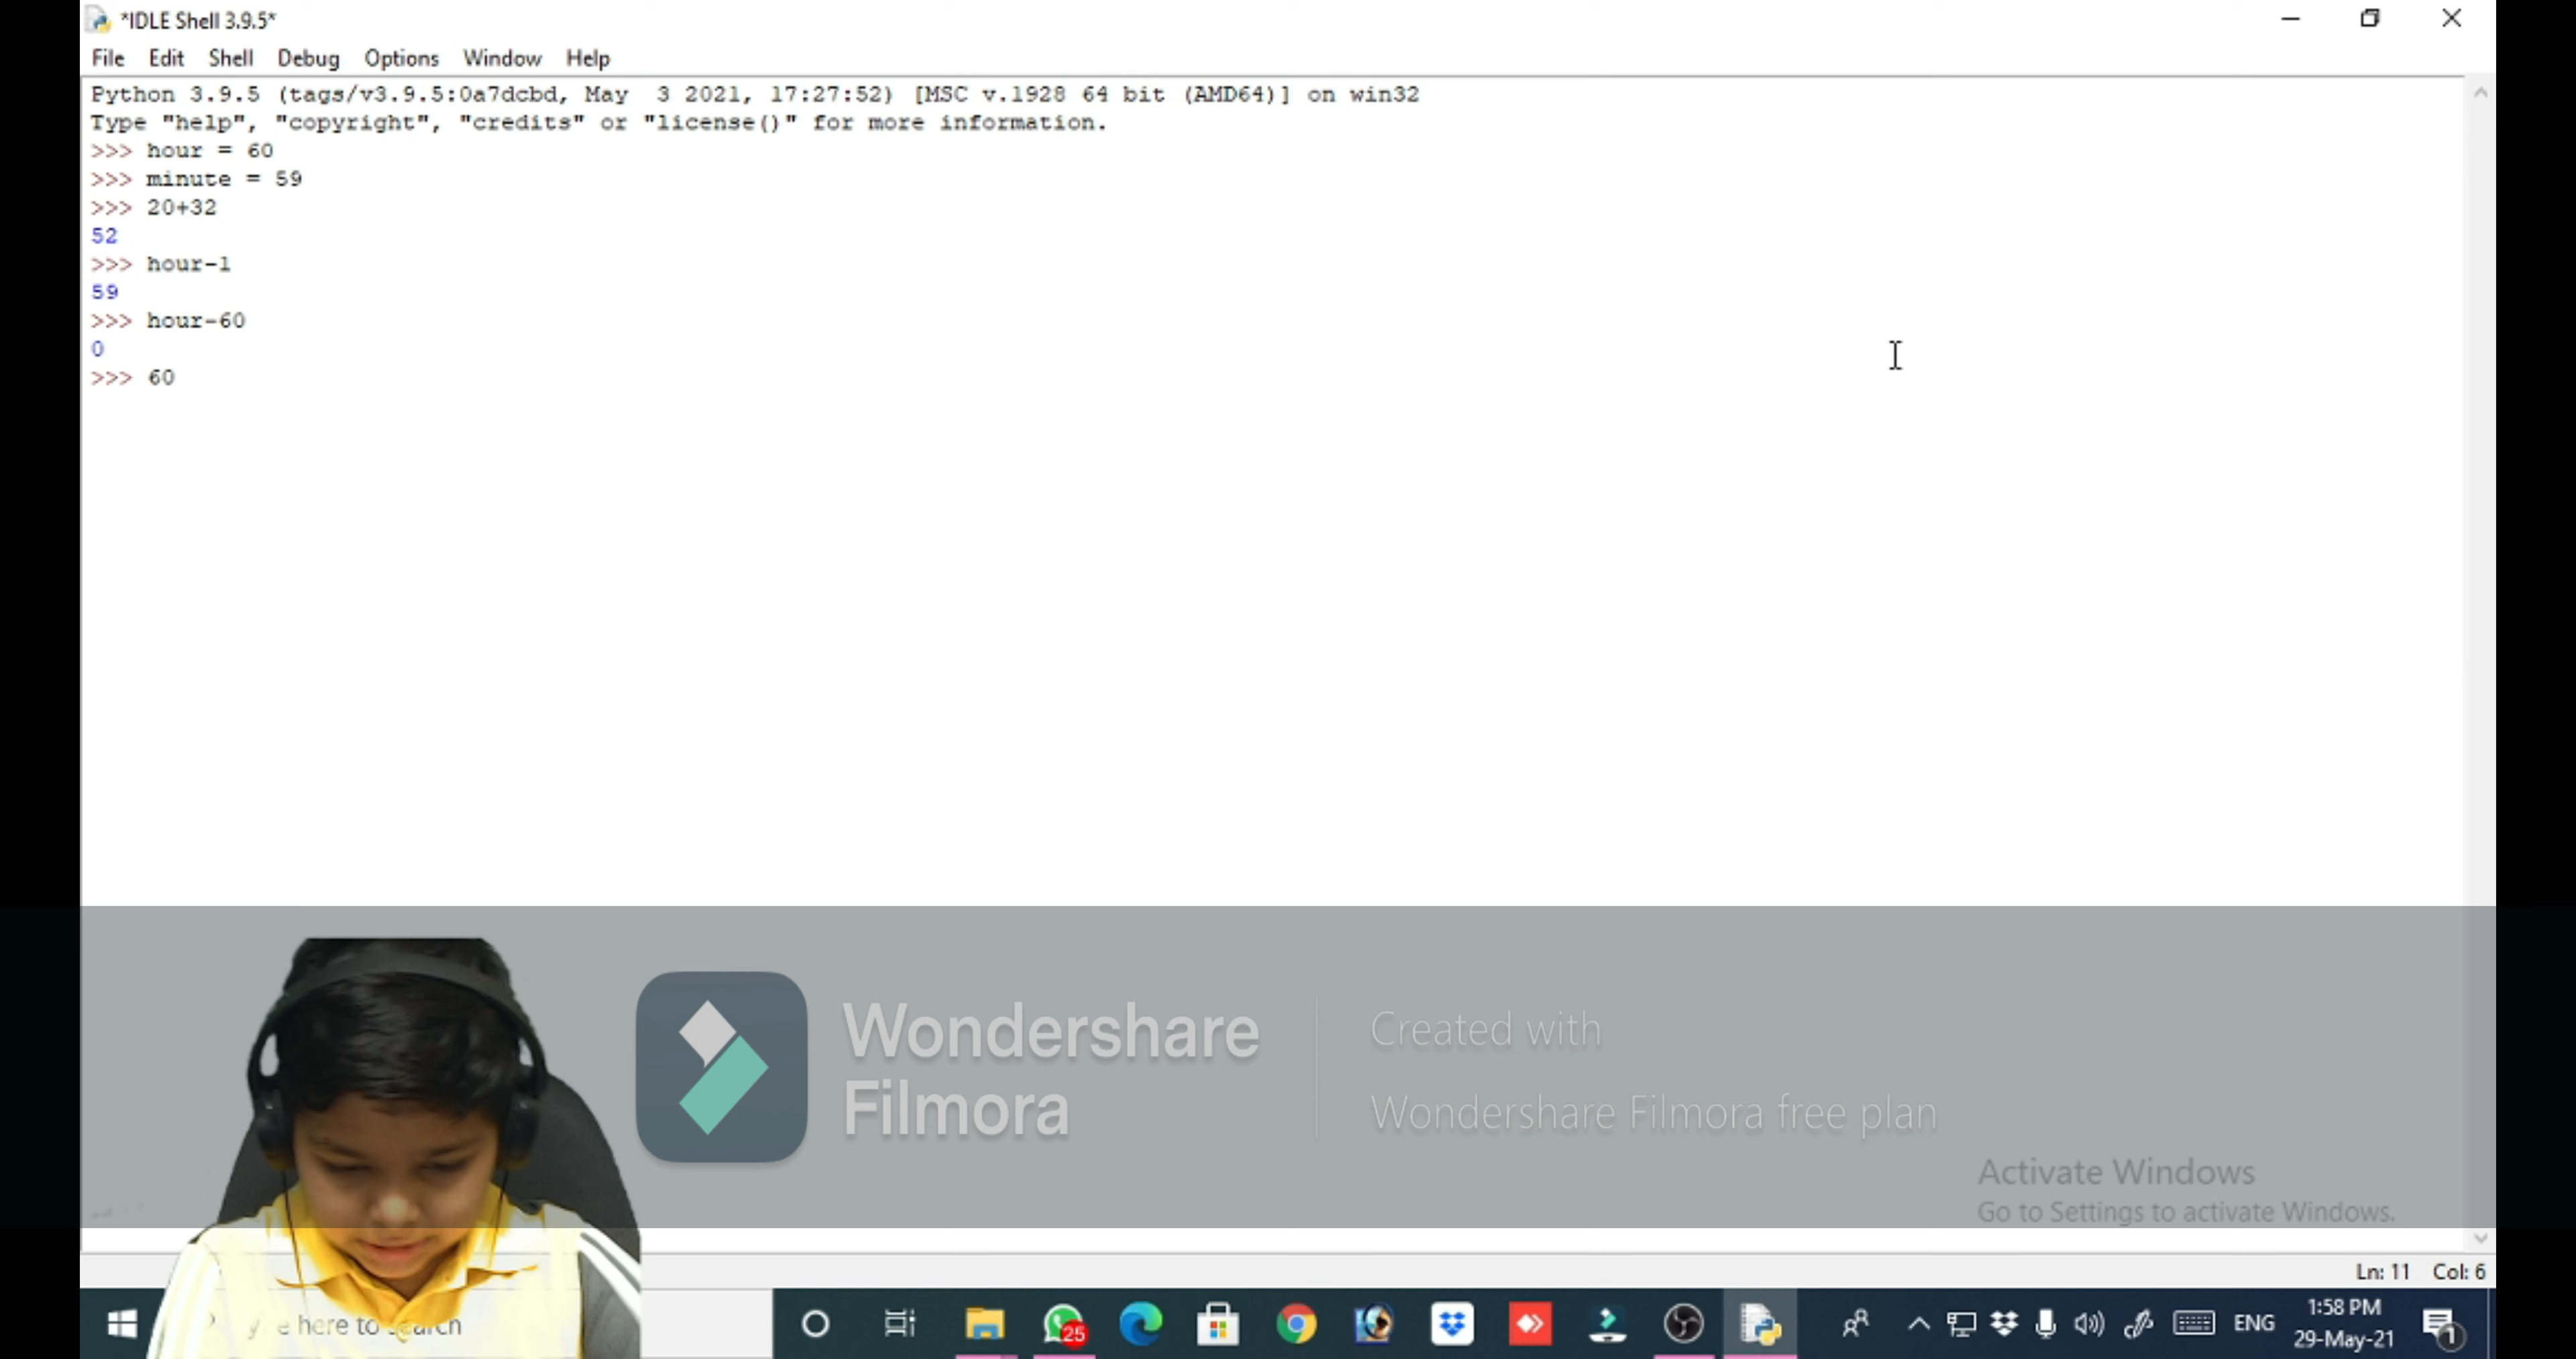 *IDLE Shell 3.9.5*
File Edit Shell Debug Options Window Help
Python 3.9.5 (tags/v3.9.5:0a7dcbd, May  3 2021, 17:27:52) [MSC v.1928 64 bit (AMD64)] on win32
Type "help", "copyright", "credits" or "license()" for more information.
>>> hour = 60
>>> minute = 59
>>> 20+32
52
>>> hour-1
59
>>> hour-60
0
>>> 60
Wondershare
Filmora
Created with
Wondershare Filmora free plan
Activate Windows
Go to Settings to activate Windows.
Ln: 11 Col: 6
here to
25
ENG
1:58 PM
29-May-21
1